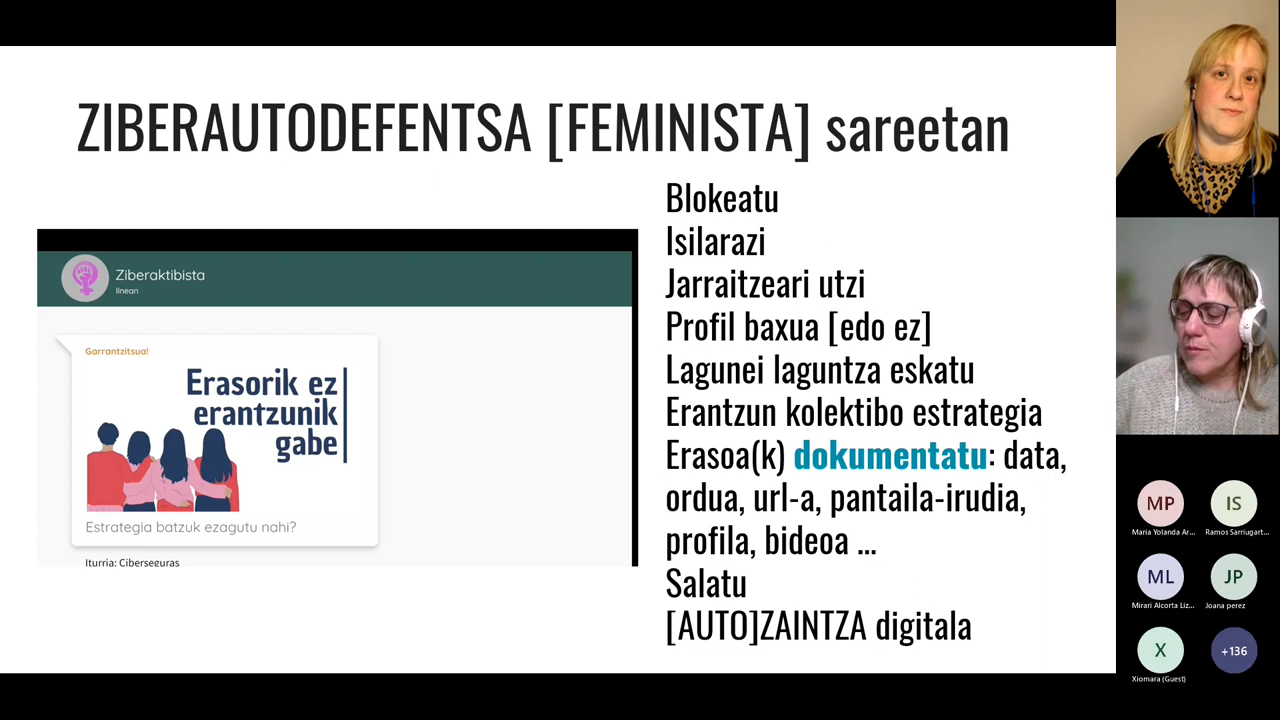 ZIBERAUTODEFENTSA [FEMINISTA] sareetan
Ziberaktibista
linean
Garrantzitsua!
Erasorik ez
erantzunik
gabe
Estrategia batzuk ezagutu nahi?
Iturria: Ciberseguras
Blokeatu
Isilarazi
Jarraitzeari utzi
Profil baxua [edo ez]
Lagunei laguntza eskatu
Erantzun kolektibo estrategia
Erasoa(k) dokumentatu: data,
ordua, url-a, pantaila-irudia,
profila, bideoa ...
Salatu
[AUTO]ZAINTZA digitala
MP
IS
Maria Yolanda Ar...
Ramos Sarriugart...
ML
JP
Mirari Alcorta Liz...
Joana perez
X
+136
Xiomara (Guest)